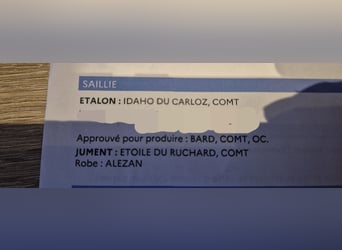 SAILLIE
ETALON : IDAHO DU CARLOZ, COMT
Approuvé pour produire : BARD, COMT, OC.
JUMENT : ETOILE DU RUCHARD, COMT
Robe : ALEZAN